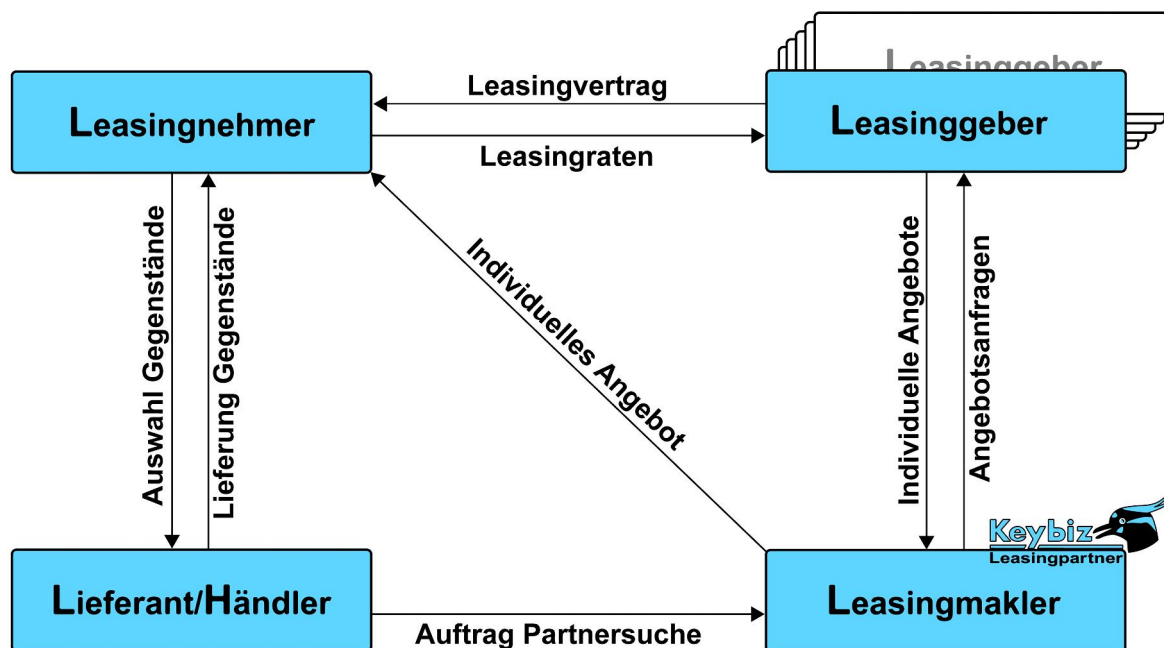 Leasinggeber
Leasingvertrag
Leasingnehmer
Leasinggeber
Leasingraten
Auswahl Gegenstände
Lieferung Gegenstände
Individuelles Angebot
Individuelle Angebote
Angebotsanfragen
Keybiz
Leasingpartner
Lieferant/Händler
Leasingmakler
Auftrag Partnersuche